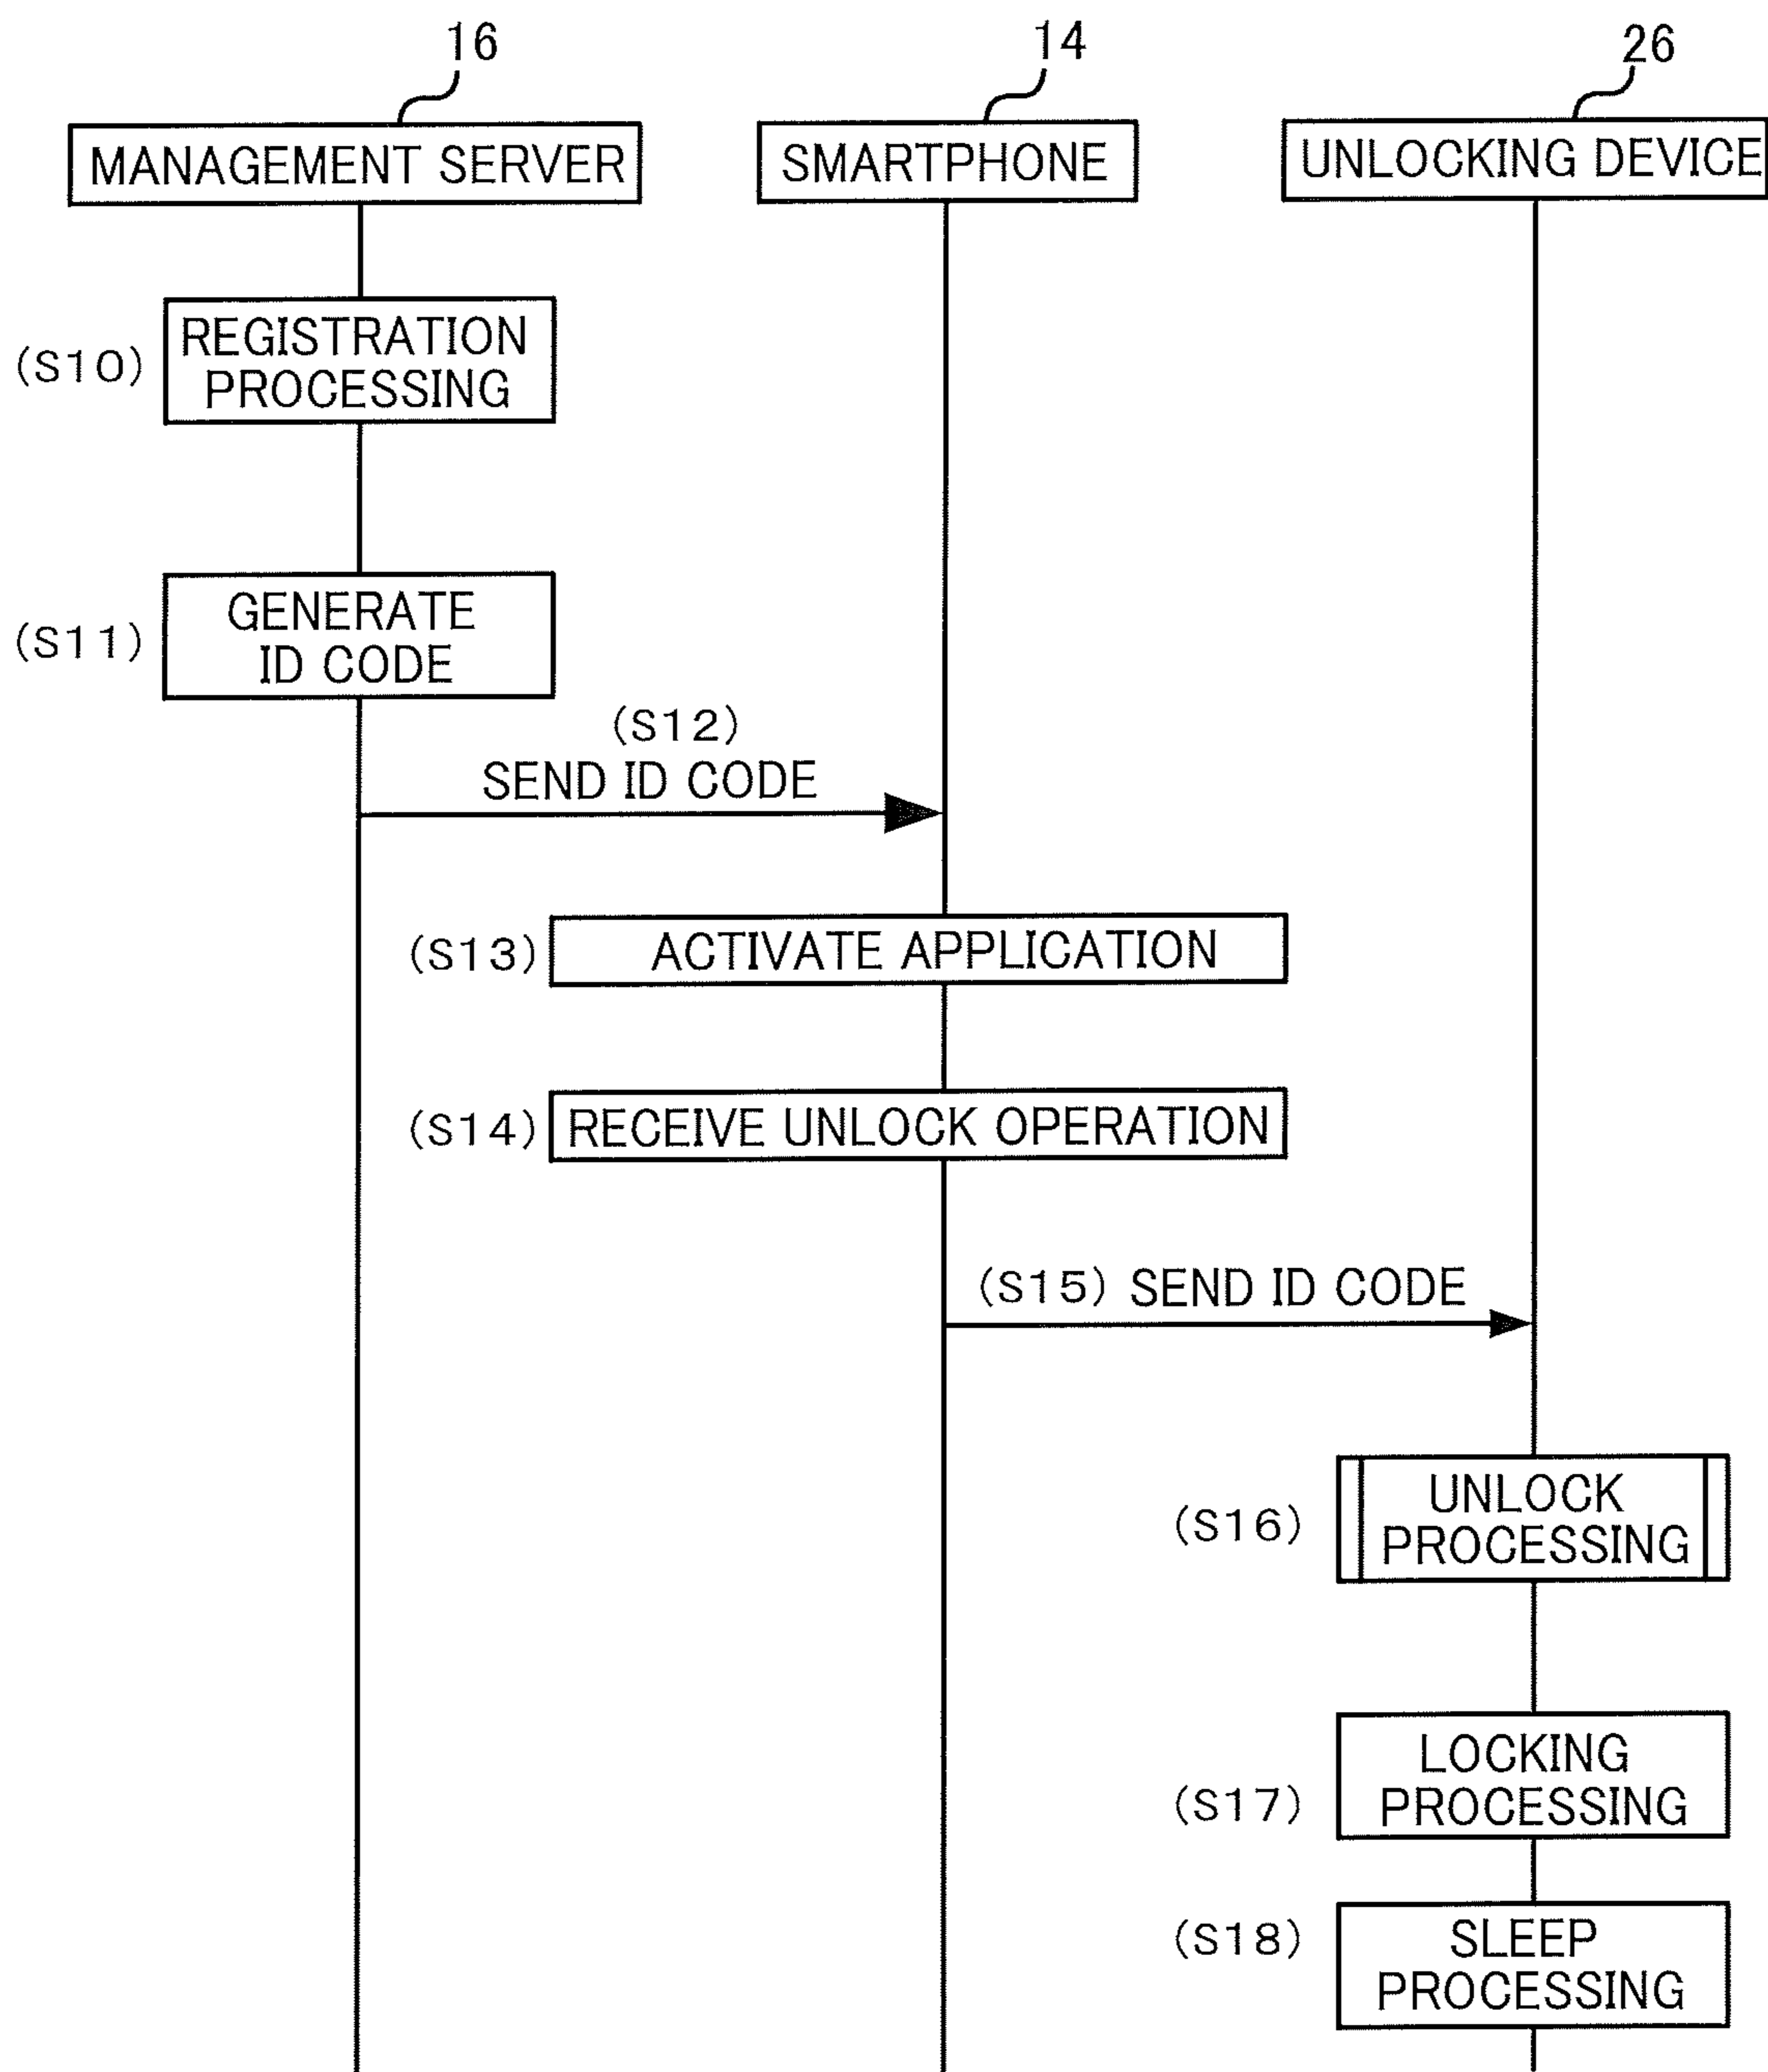 16
14
26
MANAGEMENT SERVER
SMARTPHONE
UNLOCKING DEVICE
(S10)
REGISTRATION
PROCESSING
(S11)
GENERATE
ID CODE
(S12)
SEND ID CODE
(S13)
ACTIVATE APPLICATION
(S14)
RECEIVE UNLOCK OPERATION
(S15) SEND ID CODE
(S16)
UNLOCK
PROCESSING
(S17)
LOCKING
PROCESSING
(S18)
SLEEP
PROCESSING